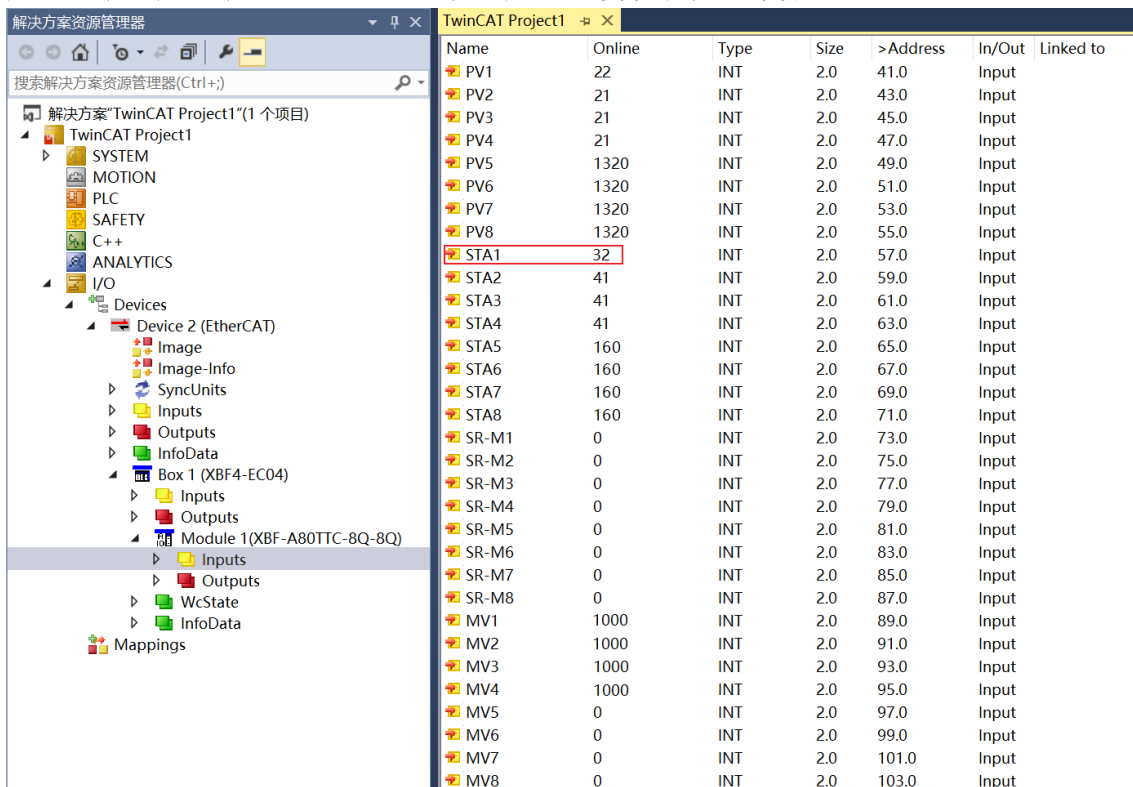 解决方案资源管理器
搜索解决方案资源管理器(Ctrl+;)
解决方案"TwinCAT Project1"(1 个项目)
TwinCAT Project1
SYSTEM
MOTION
PLC
SAFETY
C++
ANALYTICS
I/O
Devices
Device 2 (EtherCAT)
Image
Image-Info
SyncUnits
Inputs
Outputs
InfoData
Box 1 (XBF4-EC04)
Inputs
Outputs
Module 1(XBF-A80TTC-8Q-8Q)
Inputs
Outputs
WcState
InfoData
Mappings
TwinCAT Project1
Name Online Type Size >Address In/Out Linked to
PV1 22 INT 2.0 41.0 Input
PV2 21 INT 2.0 43.0 Input
PV3 21 INT 2.0 45.0 Input
PV4 21 INT 2.0 47.0 Input
PV5 1320 INT 2.0 49.0 Input
PV6 1320 INT 2.0 51.0 Input
PV7 1320 INT 2.0 53.0 Input
PV8 1320 INT 2.0 55.0 Input
STA1 32 INT 2.0 57.0 Input
STA2 41 INT 2.0 59.0 Input
STA3 41 INT 2.0 61.0 Input
STA4 41 INT 2.0 63.0 Input
STA5 160 INT 2.0 65.0 Input
STA6 160 INT 2.0 67.0 Input
STA7 160 INT 2.0 69.0 Input
STA8 160 INT 2.0 71.0 Input
SR-M1 0 INT 2.0 73.0 Input
SR-M2 0 INT 2.0 75.0 Input
SR-M3 0 INT 2.0 77.0 Input
SR-M4 0 INT 2.0 79.0 Input
SR-M5 0 INT 2.0 81.0 Input
SR-M6 0 INT 2.0 83.0 Input
SR-M7 0 INT 2.0 85.0 Input
SR-M8 0 INT 2.0 87.0 Input
MV1 1000 INT 2.0 89.0 Input
MV2 1000 INT 2.0 91.0 Input
MV3 1000 INT 2.0 93.0 Input
MV4 1000 INT 2.0 95.0 Input
MV5 0 INT 2.0 97.0 Input
MV6 0 INT 2.0 99.0 Input
MV7 0 INT 2.0 101.0 Input
MV8 0 INT 2.0 103.0 Input